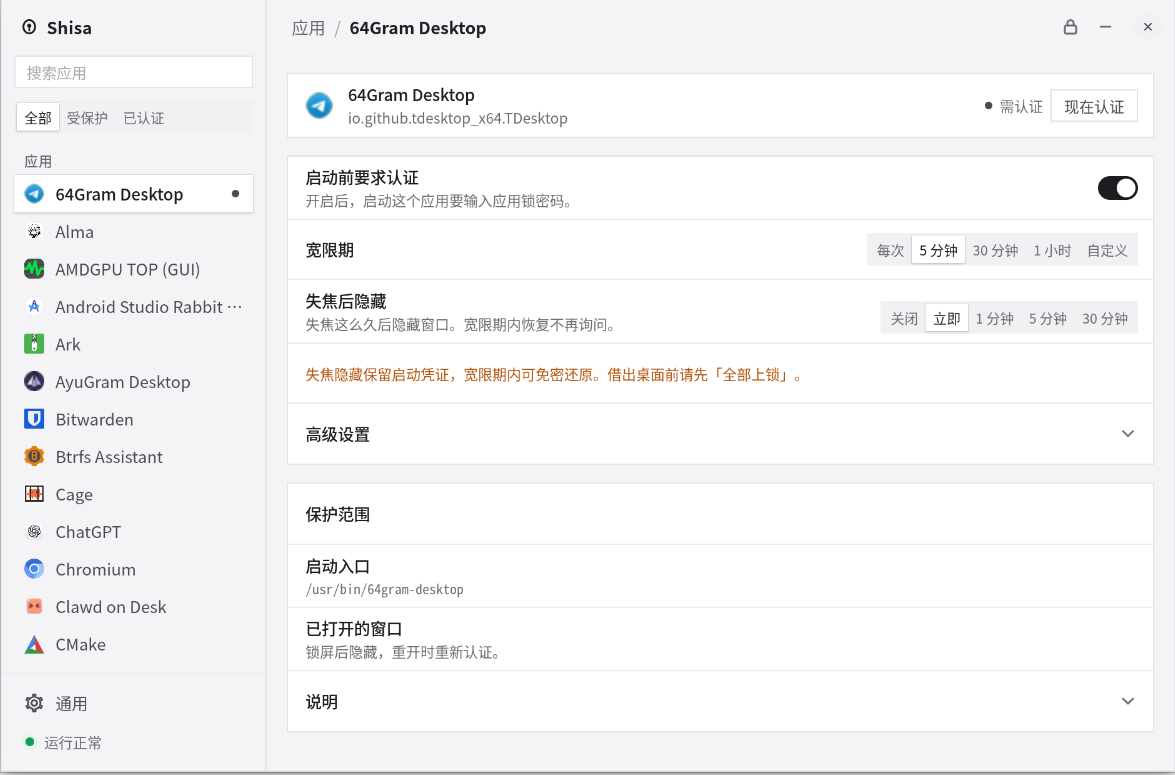 Shisa
搜索应用
全部 受保护 已认证
应用
64Gram Desktop
Alma
AMDGPU TOP (GUI)
Android Studio Rabbit ···
Ark
AyuGram Desktop
Bitwarden
Btrfs Assistant
Cage
ChatGPT
Chromium
Clawd on Desk
CMake
通用
运行正常
应用 / 64Gram Desktop
64Gram Desktop
io.github.tdesktop_x64.TDesktop
需认证 现在认证
启动前要求认证
开启后，启动这个应用要输入应用锁密码。
宽限期
每次 5 分钟 30 分钟 1 小时 自定义
失焦后隐藏
失焦这么久后隐藏窗口。宽限期内恢复不再询问。
关闭 立即 1 分钟 5 分钟 30 分钟
失焦隐藏保留启动凭证，宽限期内可免密还原。借出桌面前请先「全部上锁」。
高级设置
保护范围
启动入口
/usr/bin/64gram-desktop
已打开的窗口
锁屏后隐藏，重开时重新认证。
说明